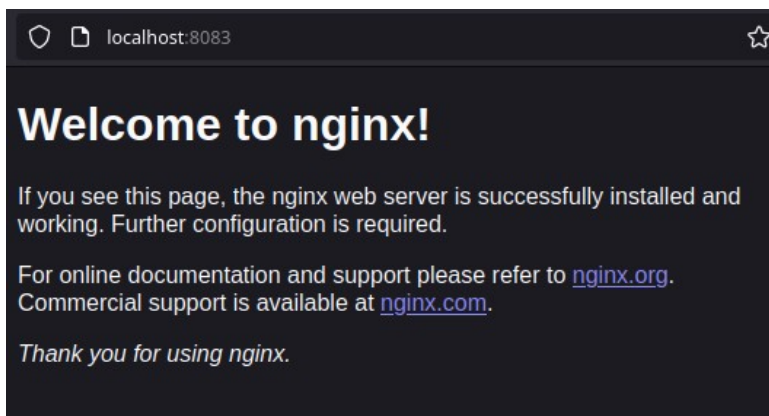 localhost:8083
Welcome to nginx!
If you see this page, the nginx web server is successfully installed and
working. Further configuration is required.
For online documentation and support please refer to nginx.org.
Commercial support is available at nginx.com.
Thank you for using nginx.